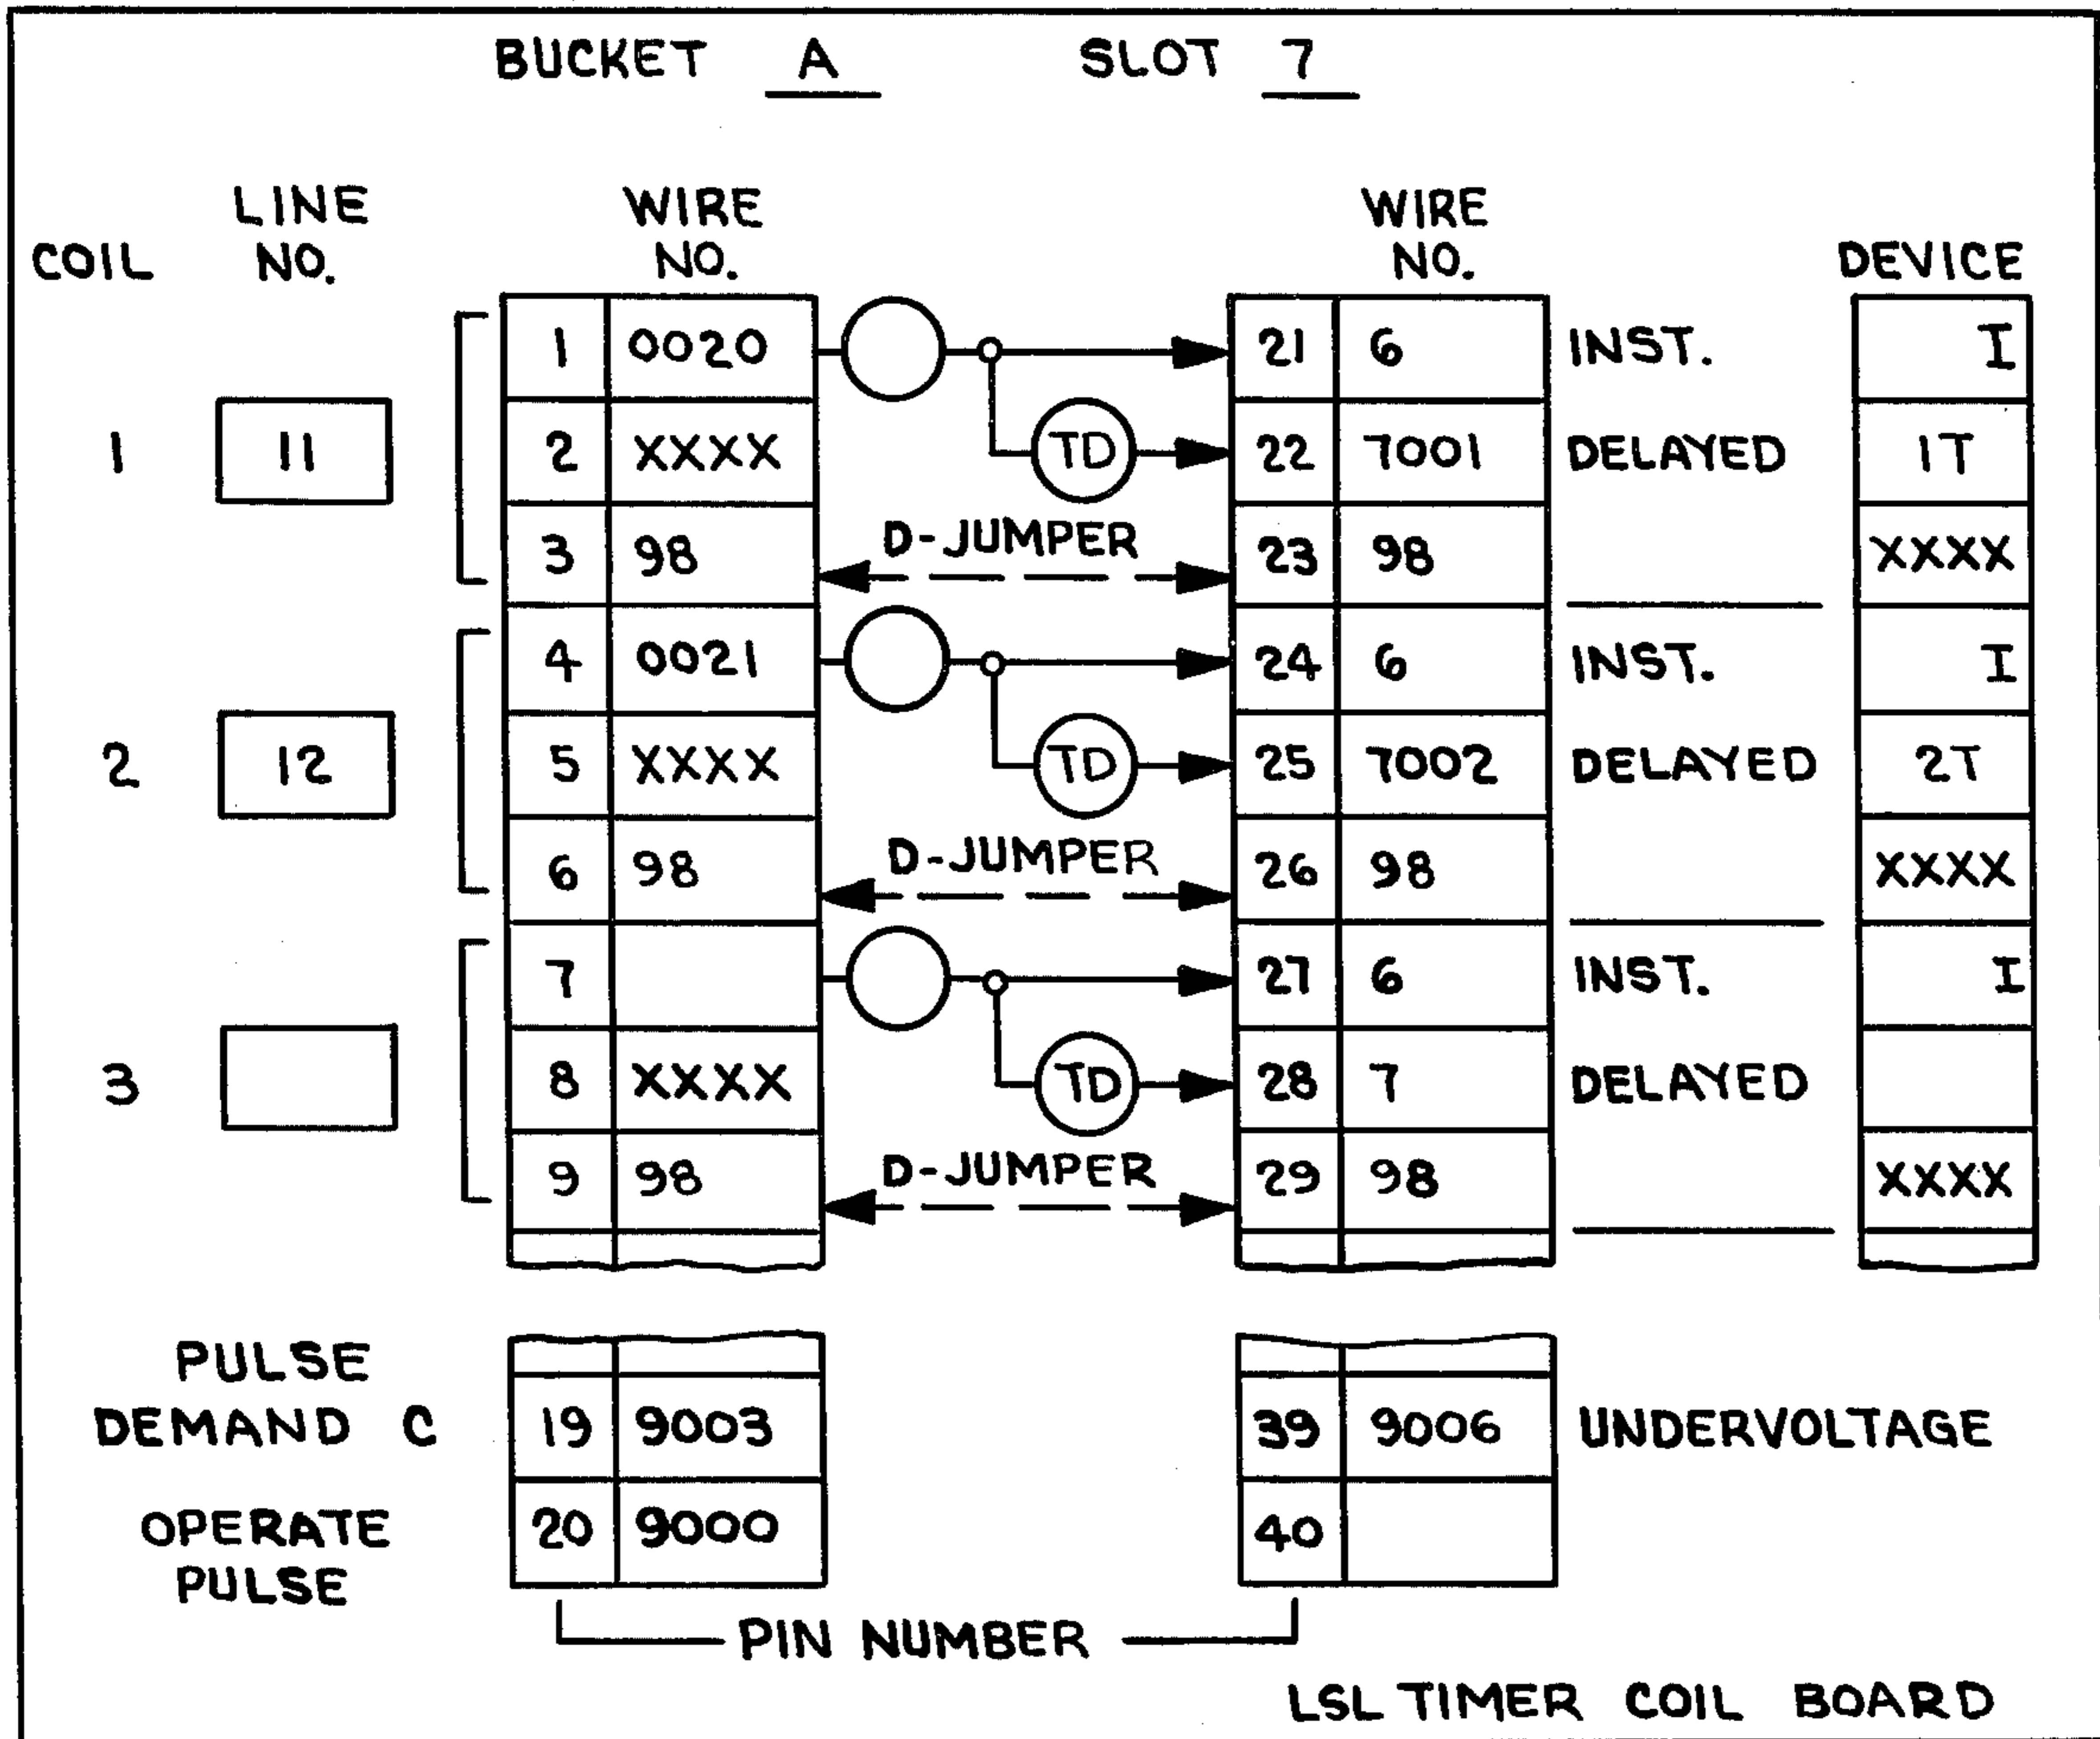 BUCKET A SLOT 7
COIL LINE NO. WIRE NO. WIRE NO. DEVICE
1 0020 21 6 INST. I
1 11 2 XXXX TD 22 7001 DELAYED 1T
3 98 D-JUMPER 23 98 XXXX
4 0021 24 6 INST. I
2 12 5 XXXX TD 25 7002 DELAYED 2T
6 98 D-JUMPER 26 98 XXXX
7 27 6 INST. I
3 8 XXXX TD 28 7 DELAYED
9 98 D-JUMPER 29 98 XXXX
PULSE
DEMAND C 19 9003 39 9006 UNDERVOLTAGE
OPERATE
PULSE 20 9000 40
PIN NUMBER
LSL TIMER COIL BOARD